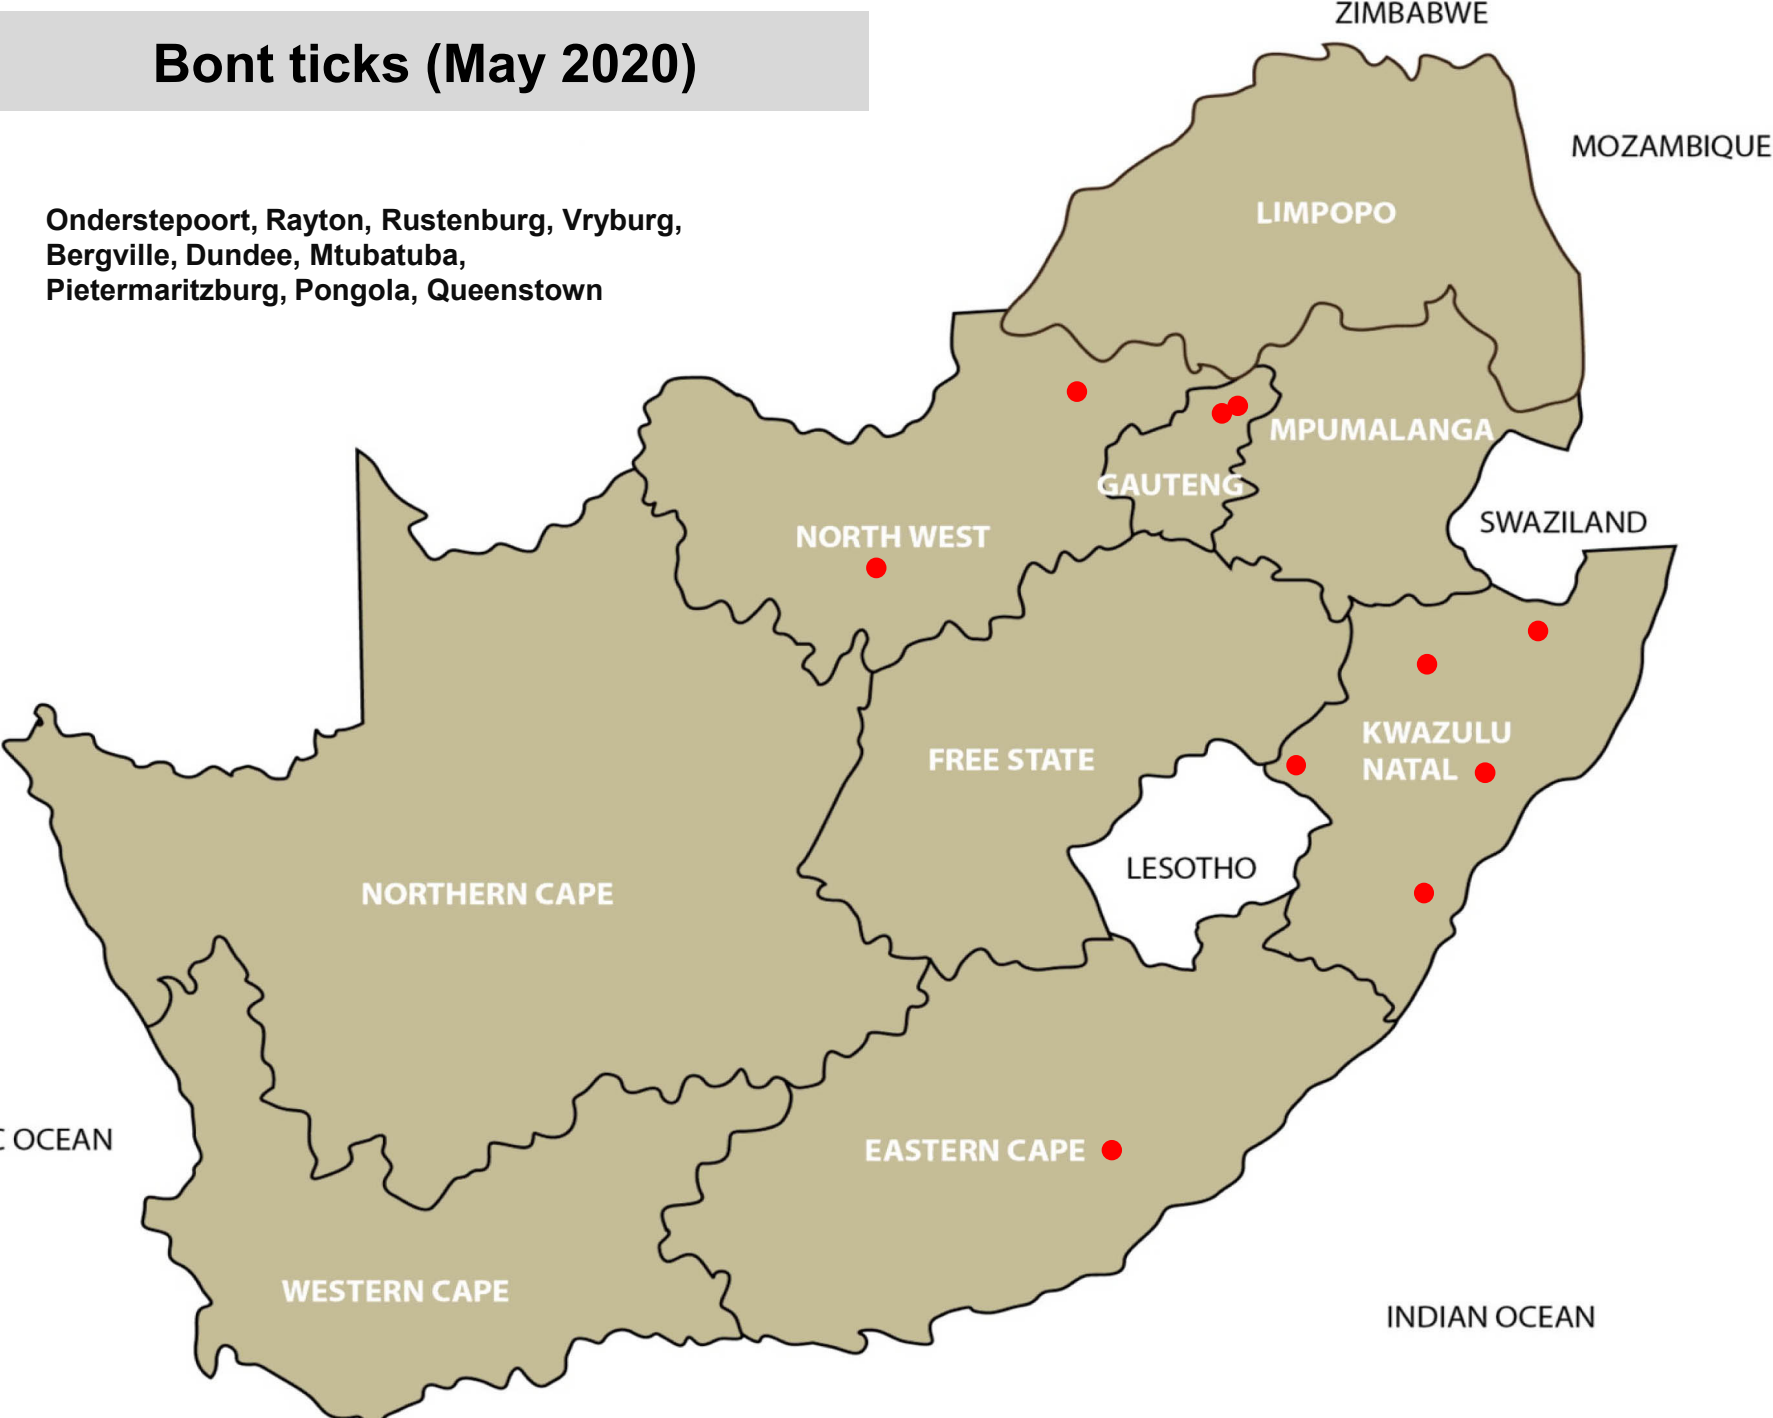 Bont ticks (May 2020)
ZIMBABWE
MOZAMBIQUE
Onderstepoort, Rayton, Rustenburg, Vryburg,
Bergville, Dundee, Mtubatuba,
Pietermaritzburg, Pongola, Queenstown
LIMPOPO
MPUMALANGA
GAUTENG
NORTH WEST
SWAZILAND
KWAZULU
NATAL
FREE STATE
LESOTHO
NORTHERN CAPE
C OCEAN
EASTERN CAPE
WESTERN CAPE
INDIAN OCEAN